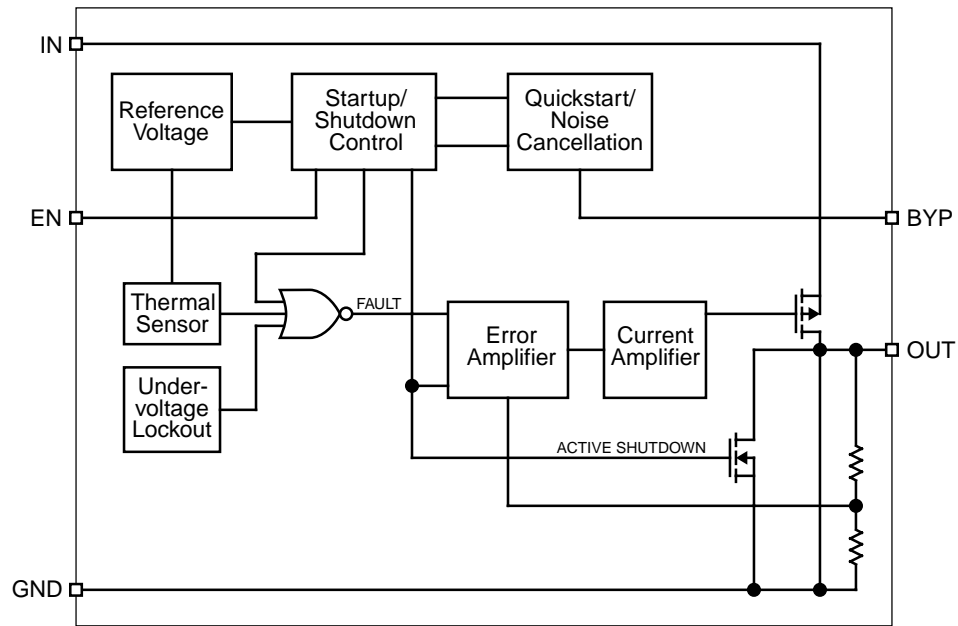 IN
Reference
Voltage
Startup/
Shutdown
Control
Quickstart/
Noise
Cancellation
EN
BYP
Thermal
Sensor
FAULT
Error
Amplifier
Current
Amplifier
OUT
Under-
voltage
Lockout
ACTIVE SHUTDOWN
GND